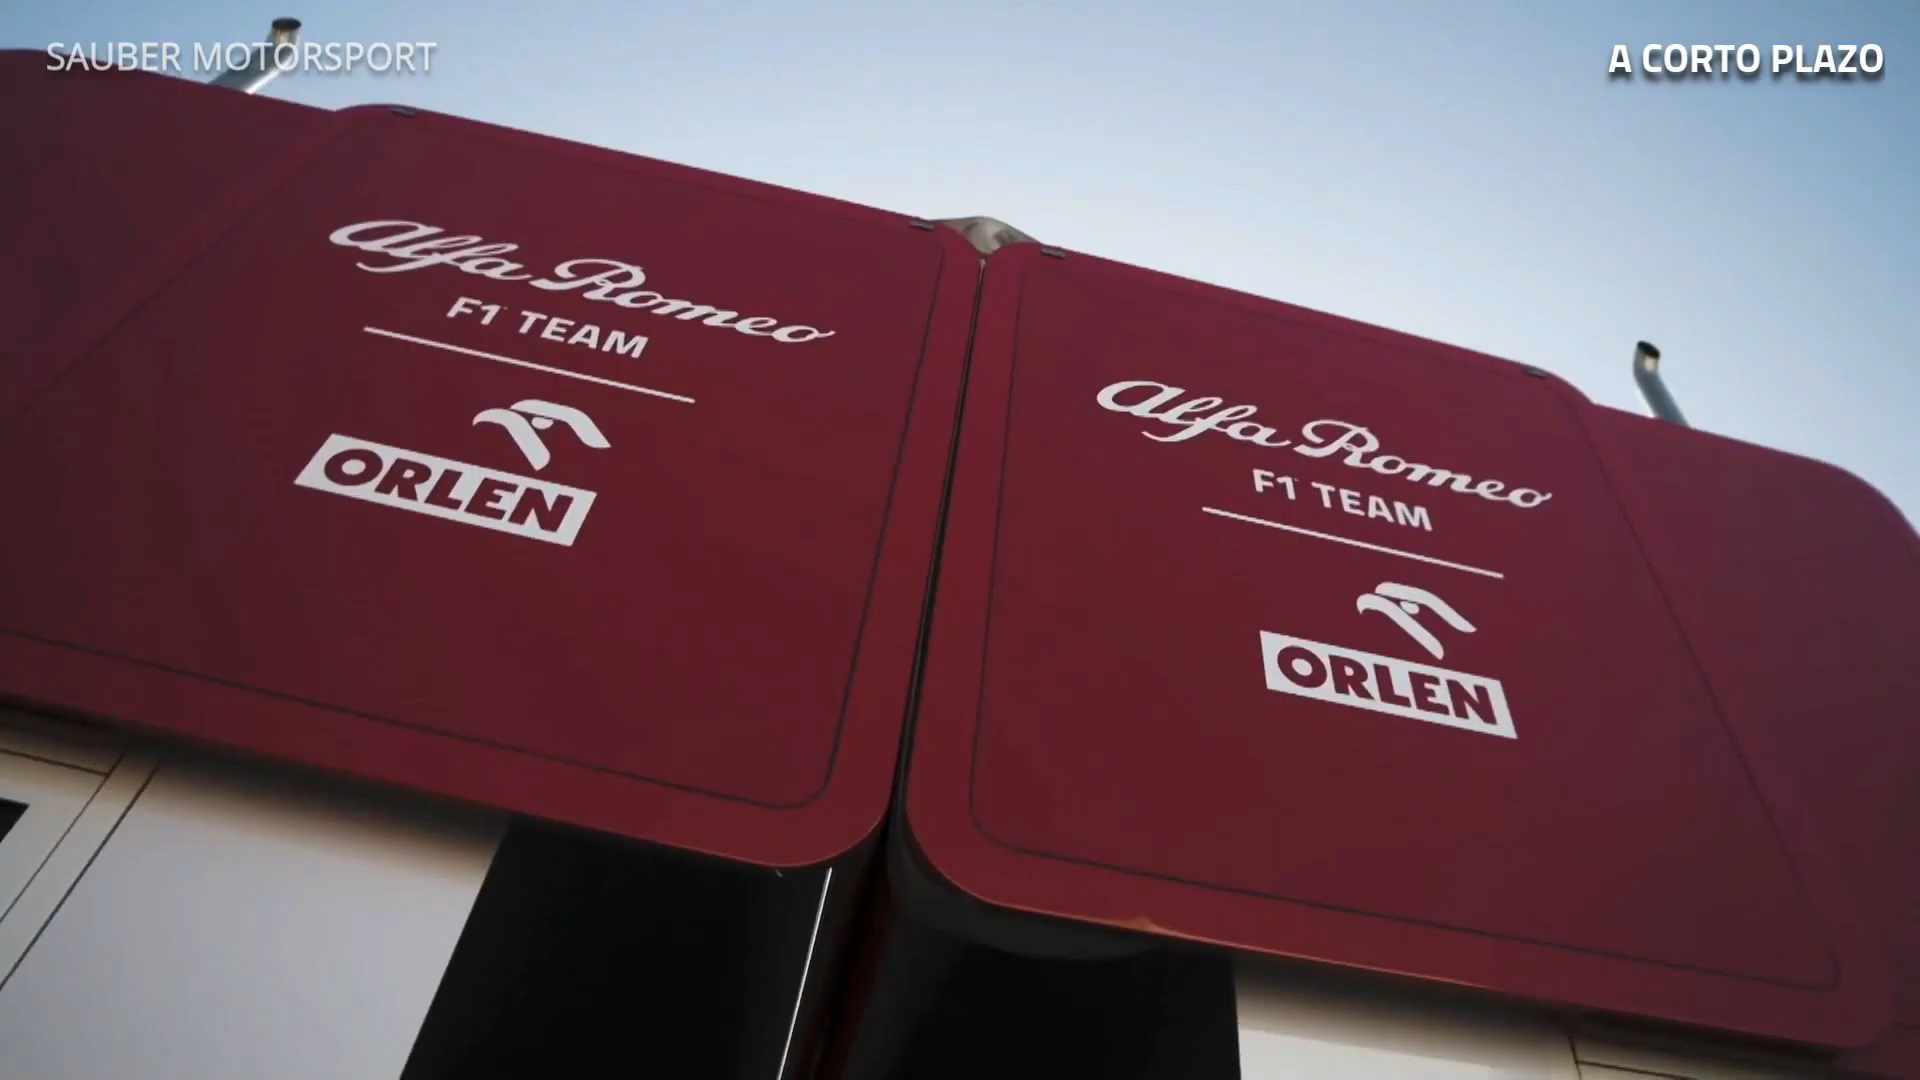 SAUBER MOTORSPORT
A CORTO PLAZO
Alfa Romeo
F1 TEAM
ORLEN
Alfa Romeo
F1 TEAM
ORLEN